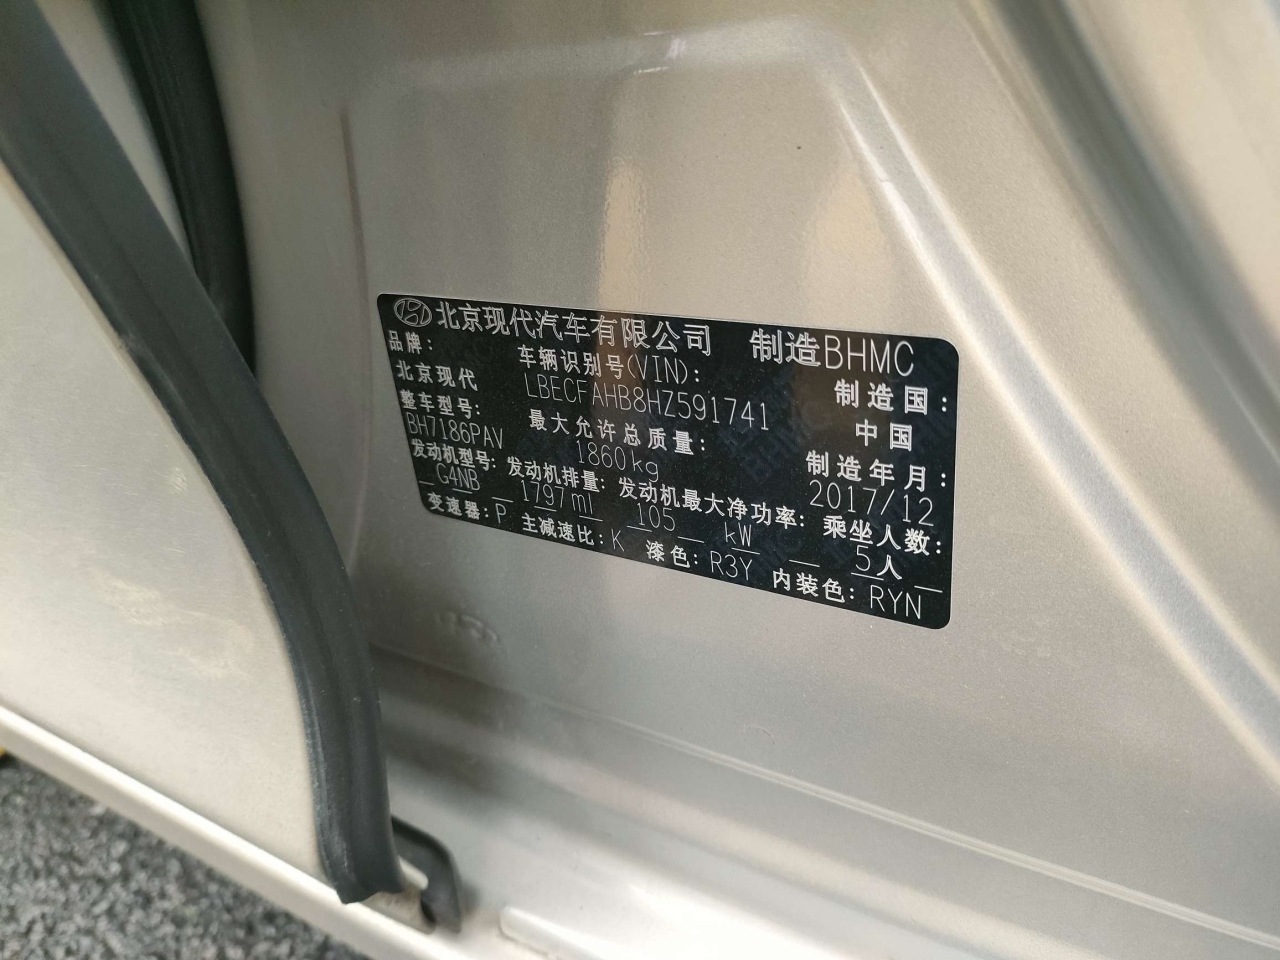 北京现代汽车有限公司 制造BHMC
品牌: 车辆识别号(VIN): 制造国:
北京现代 LBECFAHB8HZ591741 中国
整车型号: 最大允许总质量: 制造年月:
BH7186PAV 1860kg 2017/12
发动机型号: 发动机排量: 发动机最大净功率: 乘坐人数:
G4NB 1797ml 105 kW 5人
变速器: P 主减速比: K 漆色: R3Y 内装色: RYN